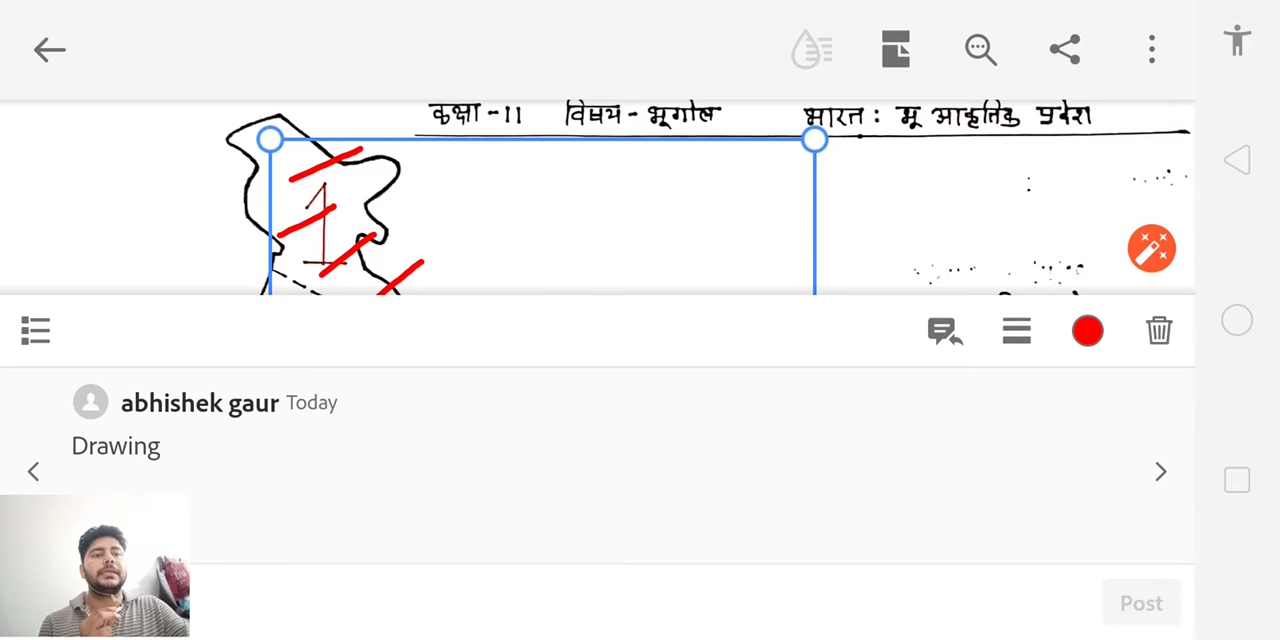 कक्षा -11 विषय - भूगोल भारत : भू आकृतिक प्रदेश
1
abhishek gaur Today
Drawing
Post